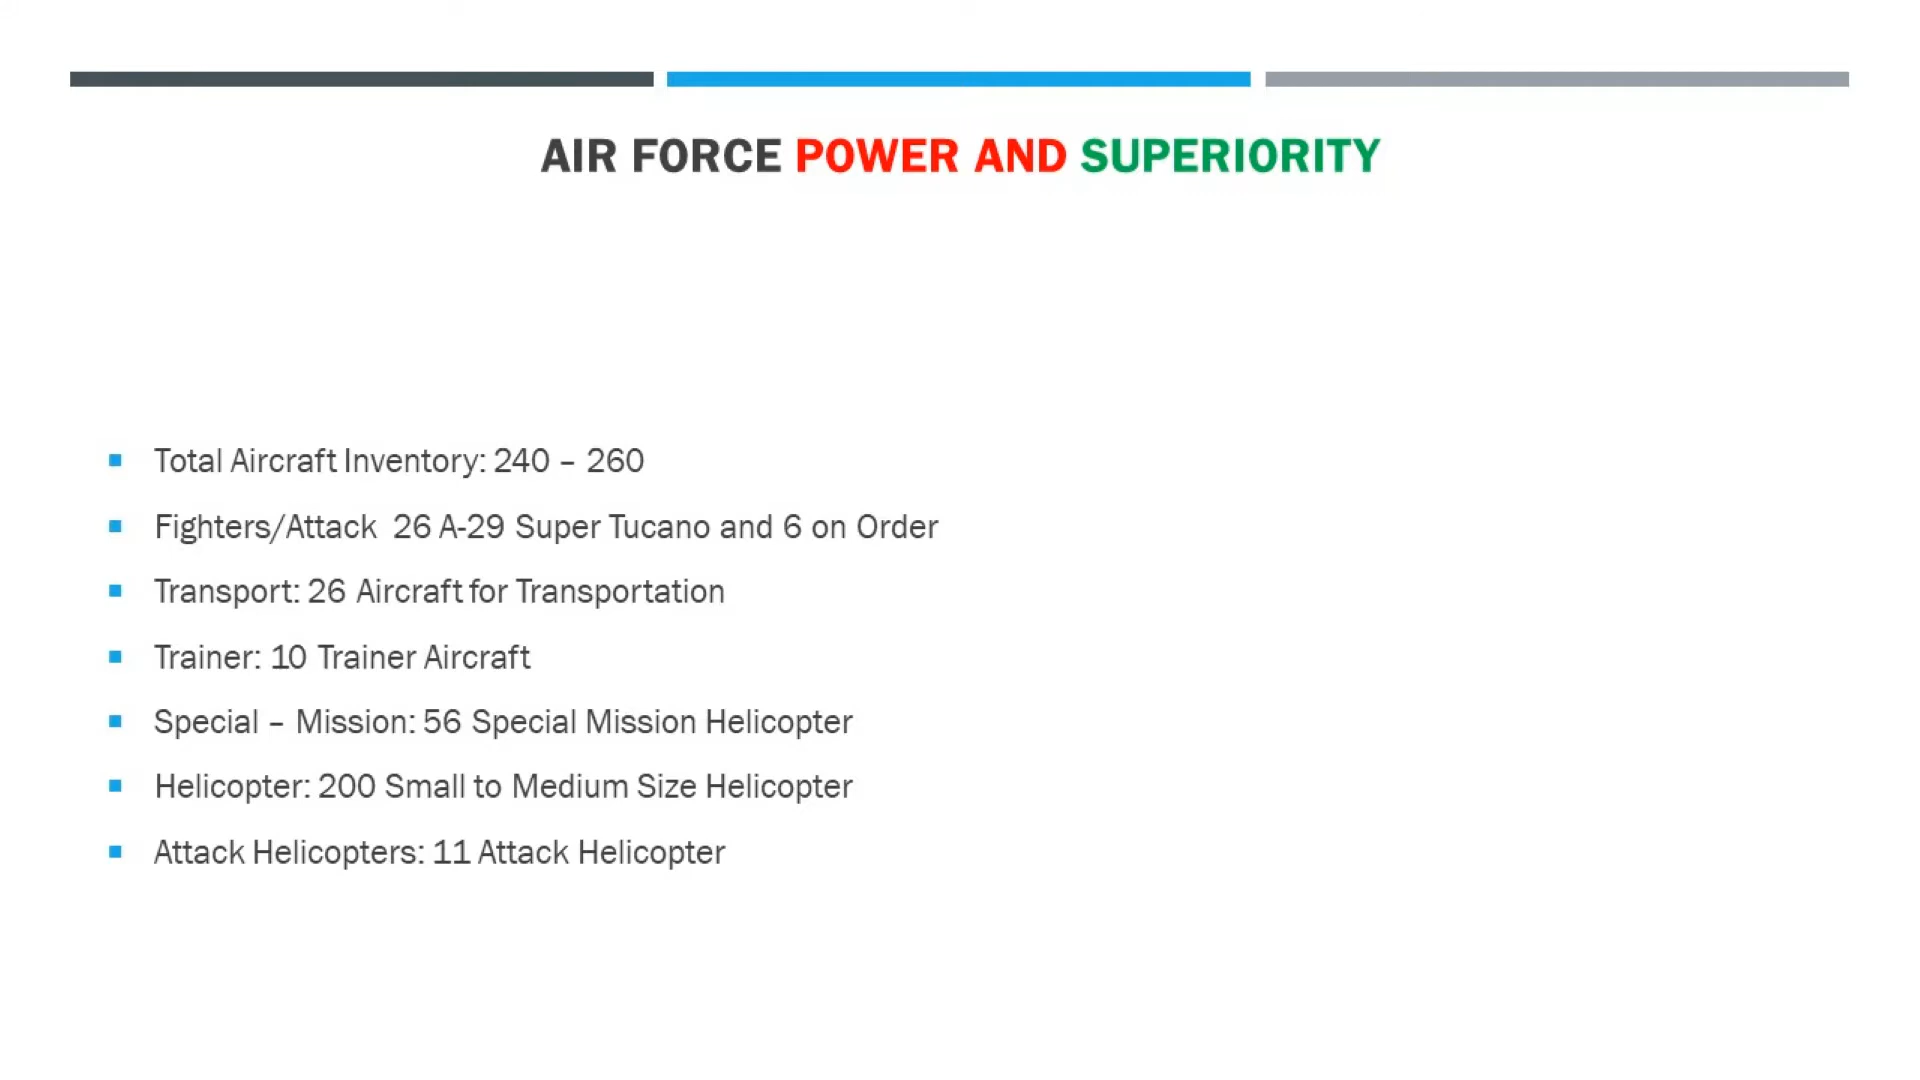 AIR FORCE POWER AND SUPERIORITY
Total Aircraft Inventory: 240 – 260
Fighters/Attack 26 A-29 Super Tucano and 6 on Order
Transport: 26 Aircraft for Transportation
Trainer: 10 Trainer Aircraft
Special – Mission: 56 Special Mission Helicopter
Helicopter: 200 Small to Medium Size Helicopter
Attack Helicopters: 11 Attack Helicopter